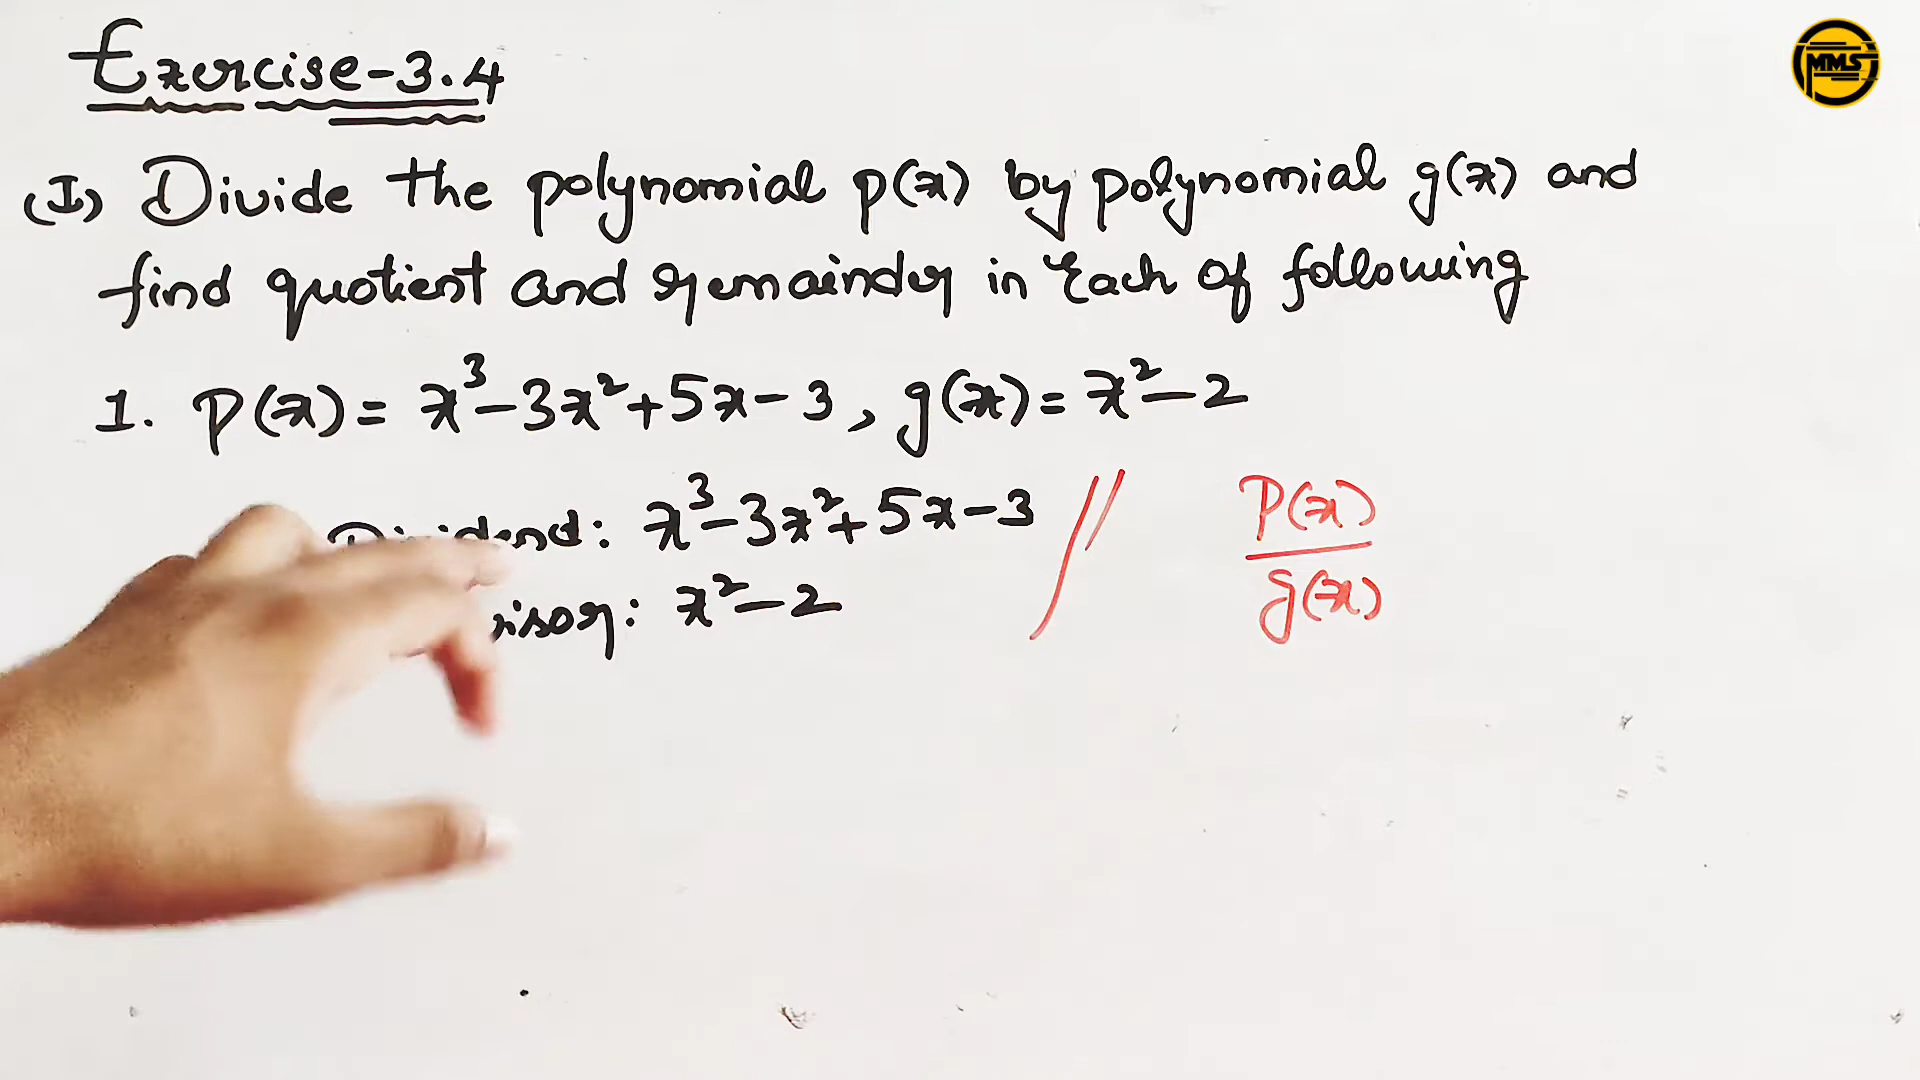 Exercise-3.4
MMS
(I) Divide the polynomial p(x) by polynomial g(x) and
find quotient and remainder in Each of following
1. p(x) = x³-3x²+5x-3, g(x) = x²-2
Dividend: x³-3x²+5x-3
x²-2
P(x)
g(x)